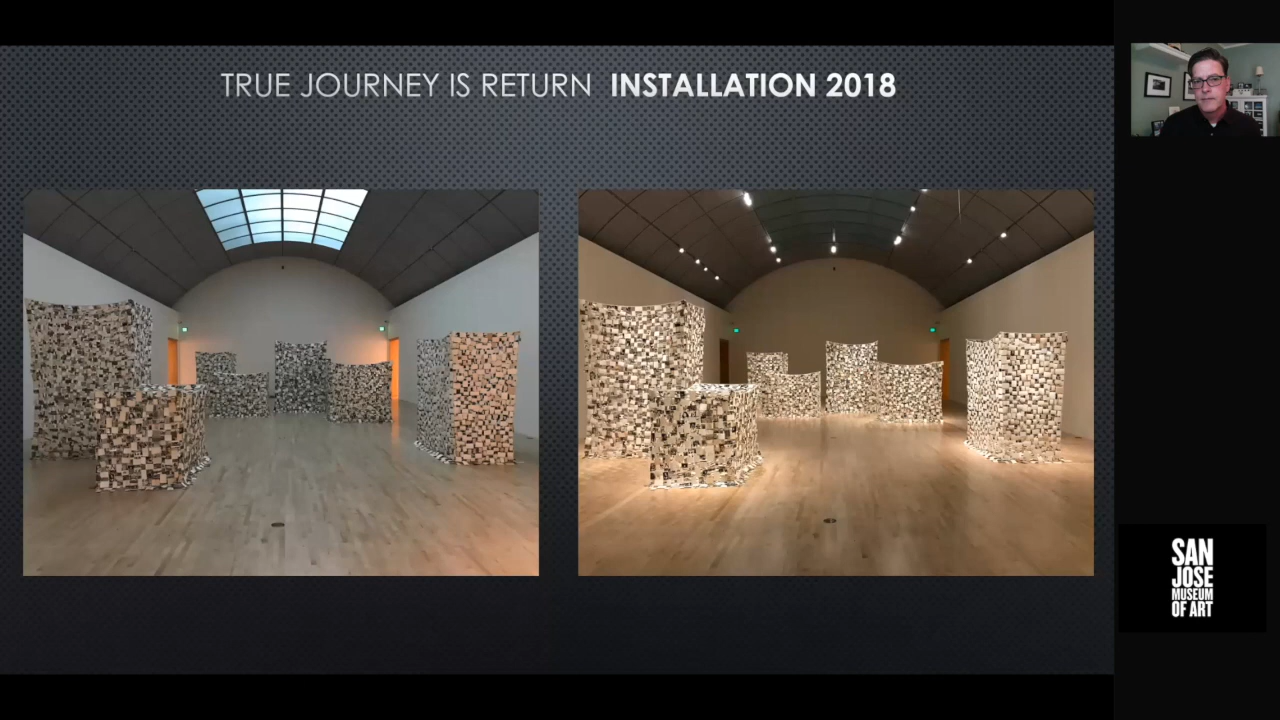 TRUE JOURNEY IS RETURN INSTALLATION 2018
SAN
JOSE
MUSEUM
OF ART